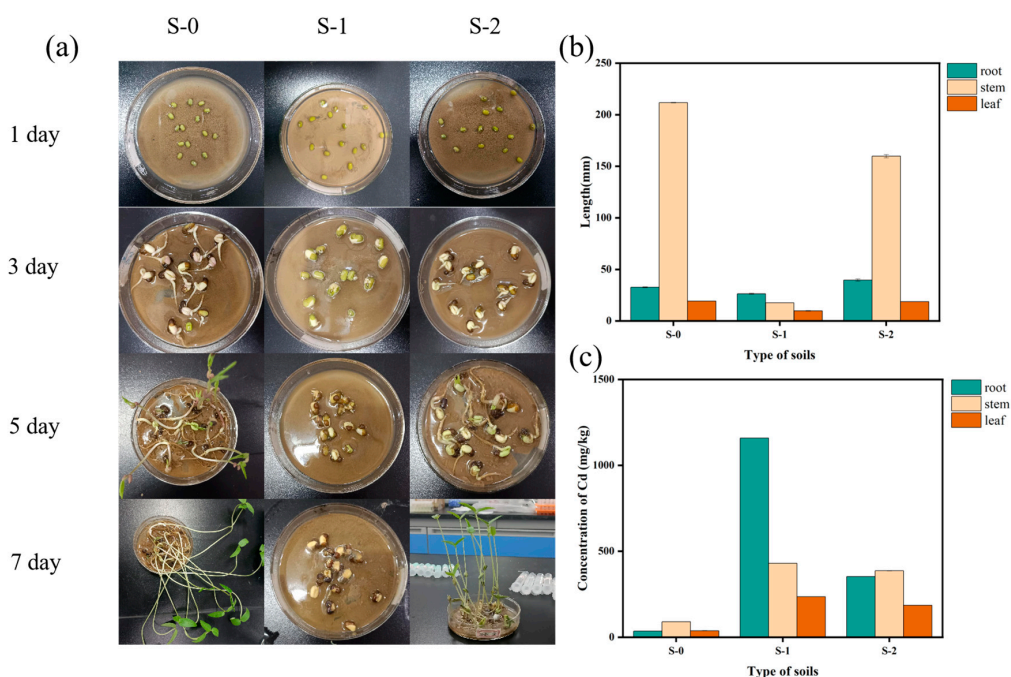 S-0 S-1 S-2
(a)
1 day
3 day
5 day
7 day
(b)
250
200
150
100
50
0
Length(mm)
root
stem
leaf
S-0 S-1 S-2
Type of soils
(c)
1500
1000
500
0
Concentration of Cd (mg/kg)
root
stem
leaf
S-0 S-1 S-2
Type of soils